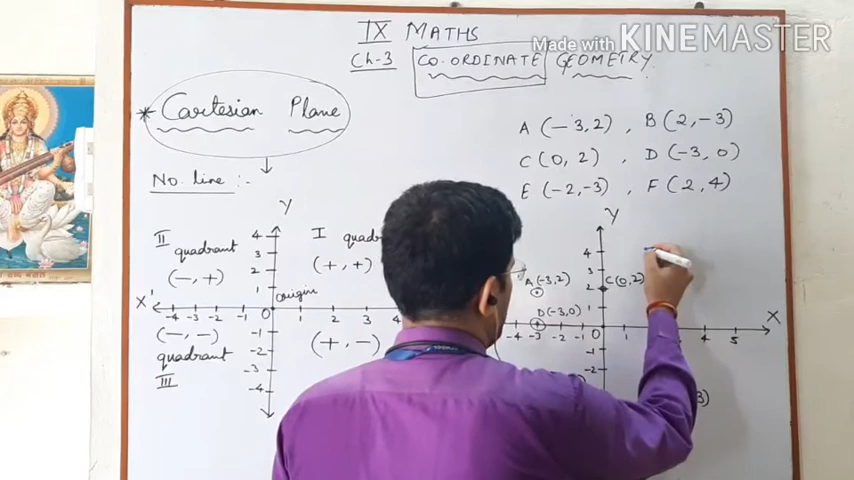 Made with KINEMASTER
IX MATHS
Ch-3 CO-ORDINATE GEOMETRY.
* Cartesian Plane
No. line :-
A (-3, 2) , B (2, -3)
C (0, 2) , D (-3, 0)
E (-2, -3) , F (2, 4)
Y
II quadrant
(-, +)
I
(+, +)
4
3
2
1
X'
-4 -3 -2 -1 0 1 2 3 4
origin
(-, -)
quadrant
III
(+, -)
-1
-2
-3
-4
Y
4
3
2
1
A (-3, 2)
C (0, 2)
D (-3, 0)
X
-4 -3 -2 -1 0 1 4 5
-1
-2
3)